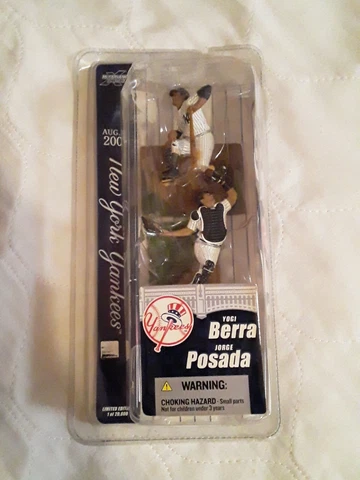 AUG.
200
New York Yankees
LIMITED EDITION
Yankees
YOGI
Berra
JORGE
Posada
WARNING:
CHOKING HAZARD - Small parts
Not for children under 3 years